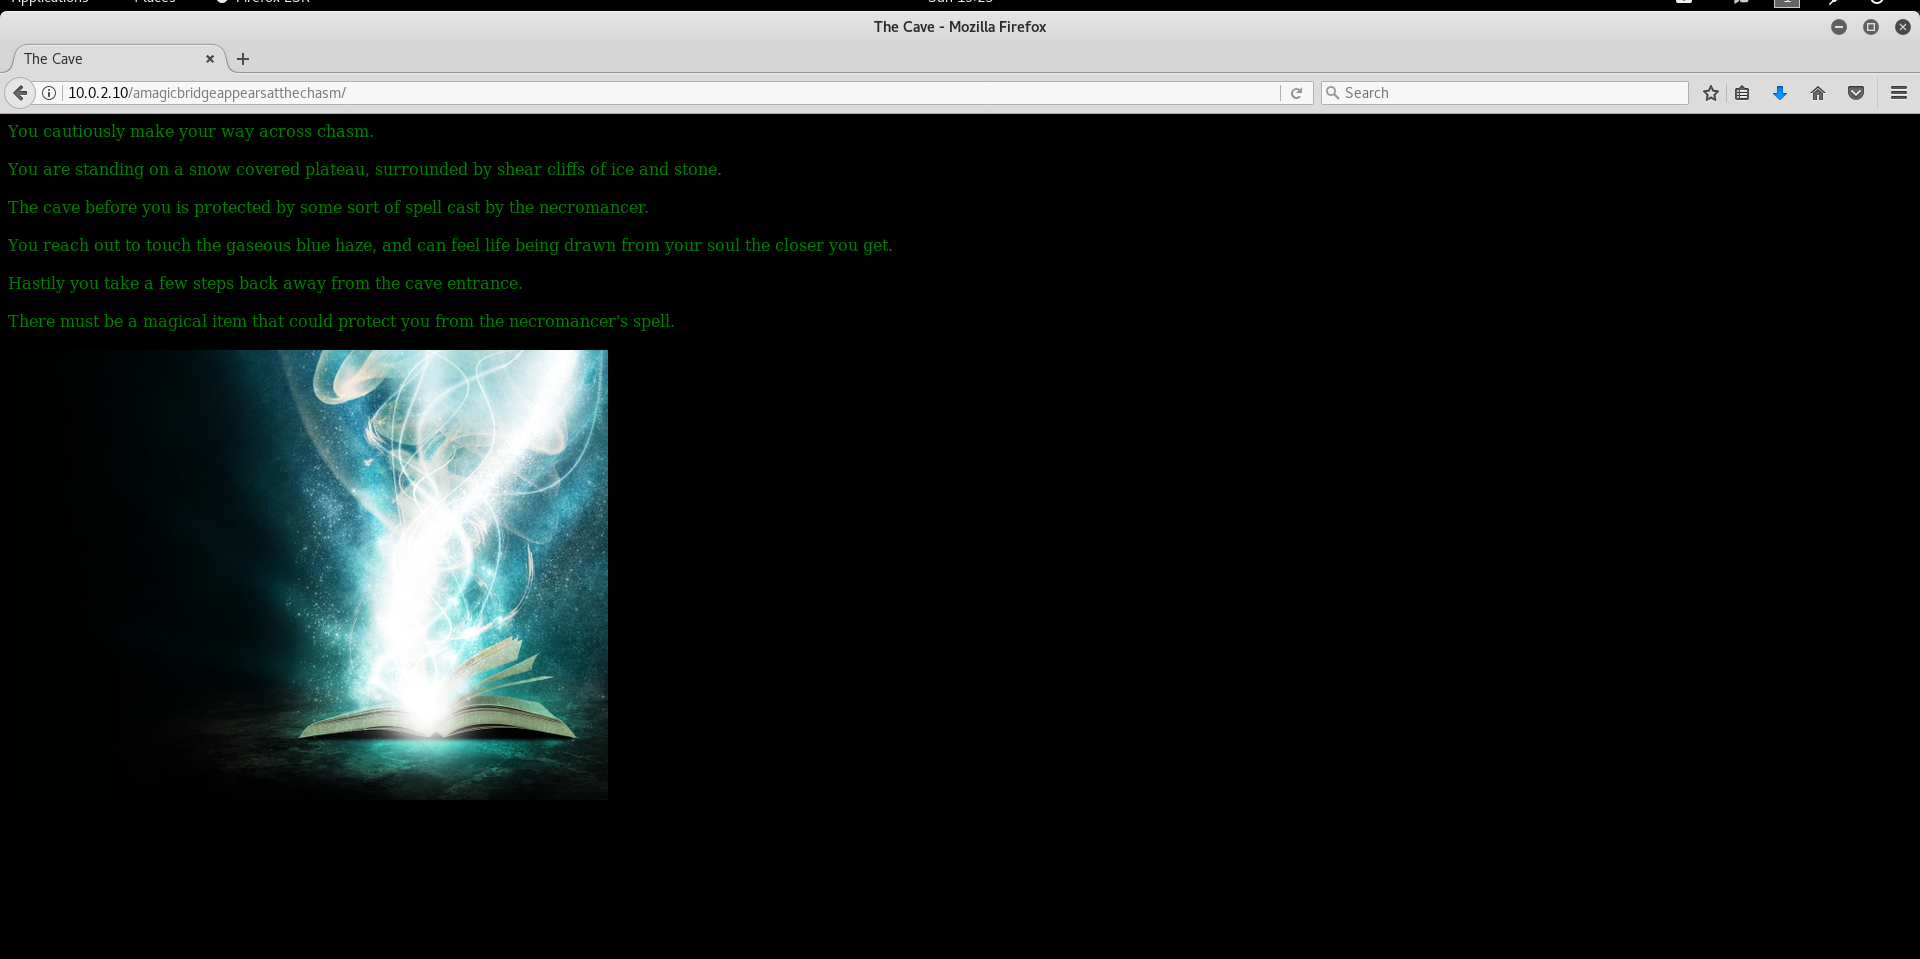 The Cave - Mozilla Firefox
The Cave
10.0.2.10/amagicbridgeappearsatthechasm/
Search
You cautiously make your way across chasm.
You are standing on a snow covered plateau, surrounded by shear cliffs of ice and stone.
The cave before you is protected by some sort of spell cast by the necromancer.
You reach out to touch the gaseous blue haze, and can feel life being drawn from your soul the closer you get.
Hastily you take a few steps back away from the cave entrance.
There must be a magical item that could protect you from the necromancer's spell.